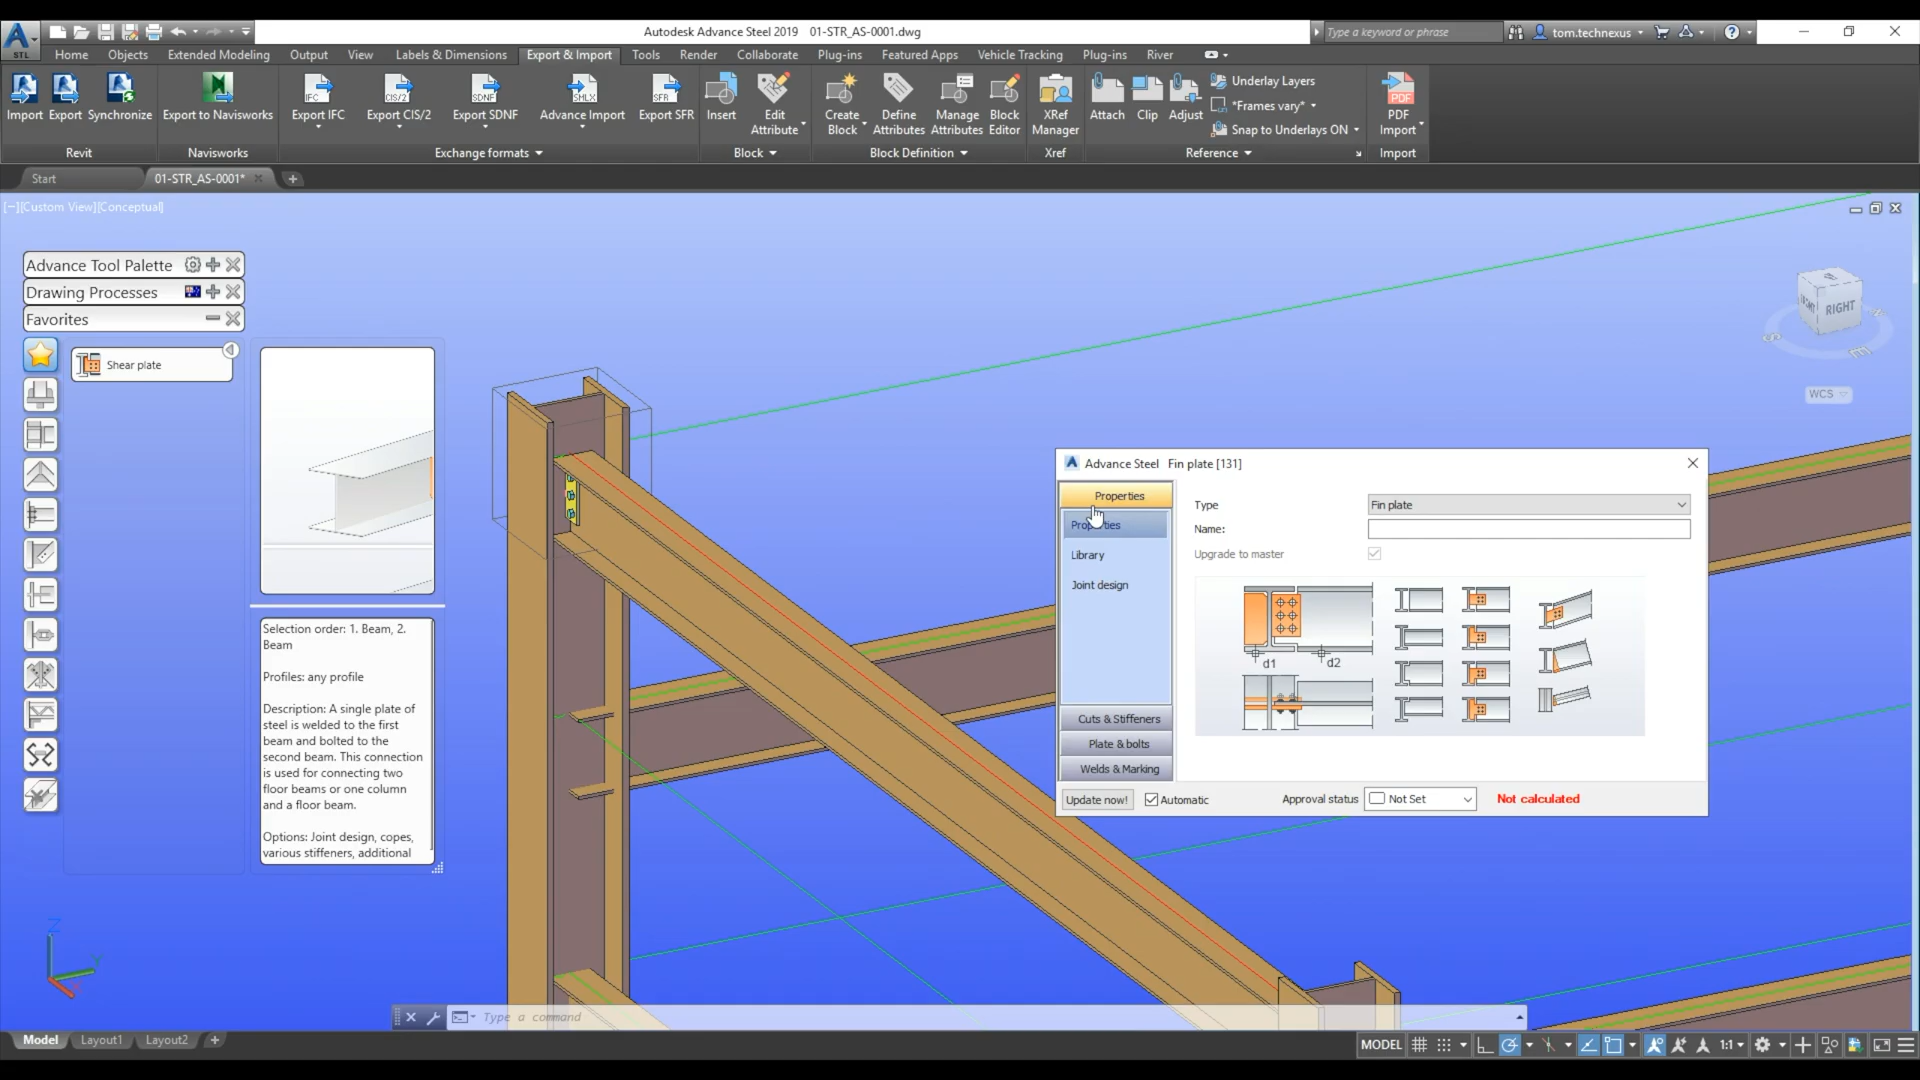 Autodesk Advance Steel 2019 01-STR_AS-0001.dwg
Type a keyword or phrase
tom.technexus
STL
Home Objects Extended Modeling Output View Labels & Dimensions Export & Import Tools Render Collaborate Plug-ins Featured Apps Vehicle Tracking Plug-ins River
Import Export Synchronize
Export to Navisworks
IFC
Export IFC
CIS/2
Export CIS/2
SDNF
Export SDNF
SMLX
Advance Import
SFR
Export SFR
Insert
Edit
Attribute
Create
Block
Define
Attributes
Manage
Attributes
Block
Editor
XRef
Manager
Attach Clip Adjust
Underlay Layers
*Frames vary*
Snap to Underlays ON
PDF
PDF
Import
Revit Navisworks Exchange formats Block Block Definition Xref Reference Import
Start 01-STR_AS-0001*
[−][Custom View][Conceptual]
Advance Tool Palette
Drawing Processes
Favorites
Shear plate
Selection order: 1. Beam, 2.
Beam
Profiles: any profile
Description: A single plate of
steel is welded to the first
beam and bolted to the
second beam. This connection
is used for connecting two
floor beams or one column
and a floor beam.
Options: Joint design, copes,
various stiffeners, additional
RIGHT
WCS
Advance Steel Fin plate [131]
Properties
Properties
Library
Joint design
Cuts & Stiffeners
Plate & bolts
Welds & Marking
Type Fin plate
Name:
Upgrade to master
d1 d2
Update now! Automatic Approval status Not Set Not calculated
Z
Y
Type a command
Model Layout1 Layout2
MODEL 1:1